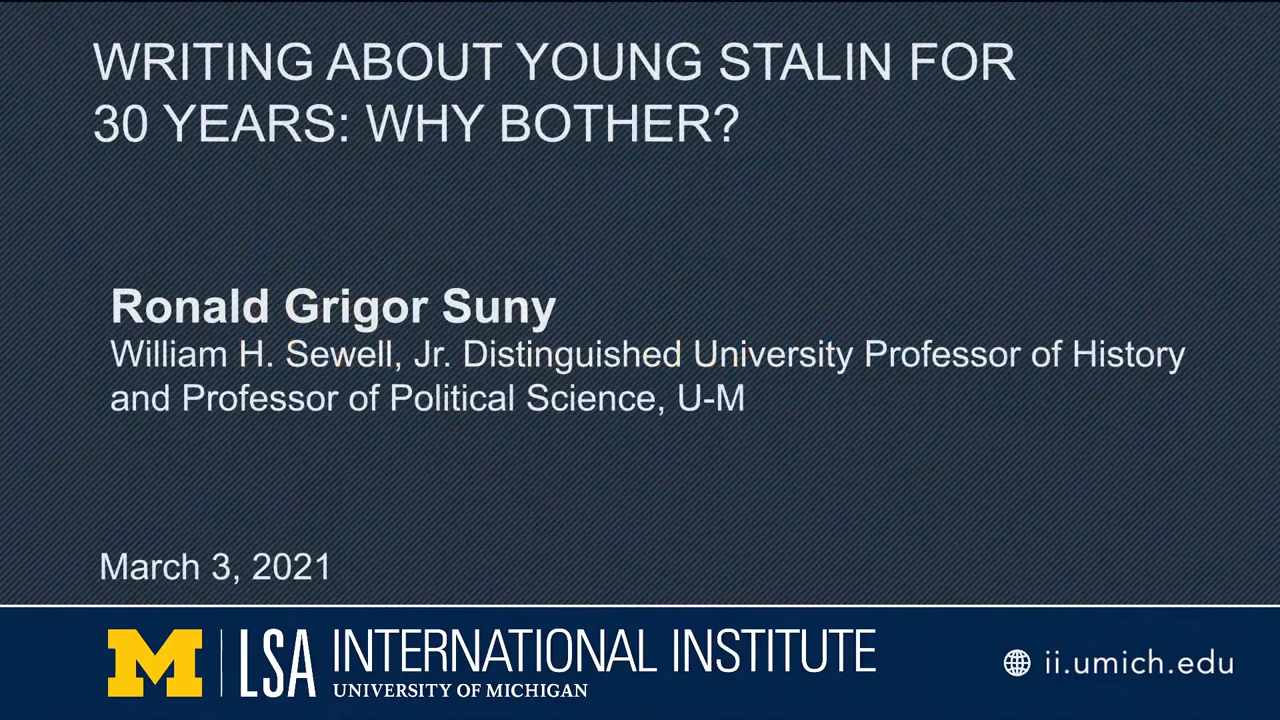 WRITING ABOUT YOUNG STALIN FOR
30 YEARS: WHY BOTHER?
Ronald Grigor Suny
William H. Sewell, Jr. Distinguished University Professor of History
and Professor of Political Science, U-M
March 3, 2021
M LSA INTERNATIONAL INSTITUTE
UNIVERSITY OF MICHIGAN
ii.umich.edu